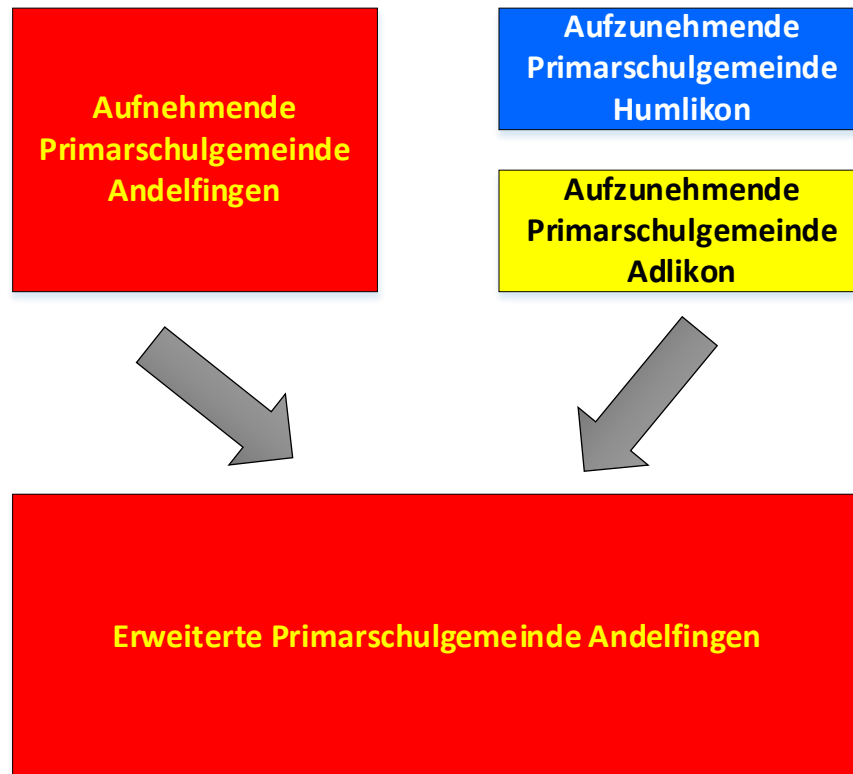 Aufnehmende
Primarschulgemeinde
Andelfingen
Aufzunehmende
Primarschulgemeinde
Humlikon
Aufzunehmende
Primarschulgemeinde
Adlikon
Erweiterte Primarschulgemeinde Andelfingen